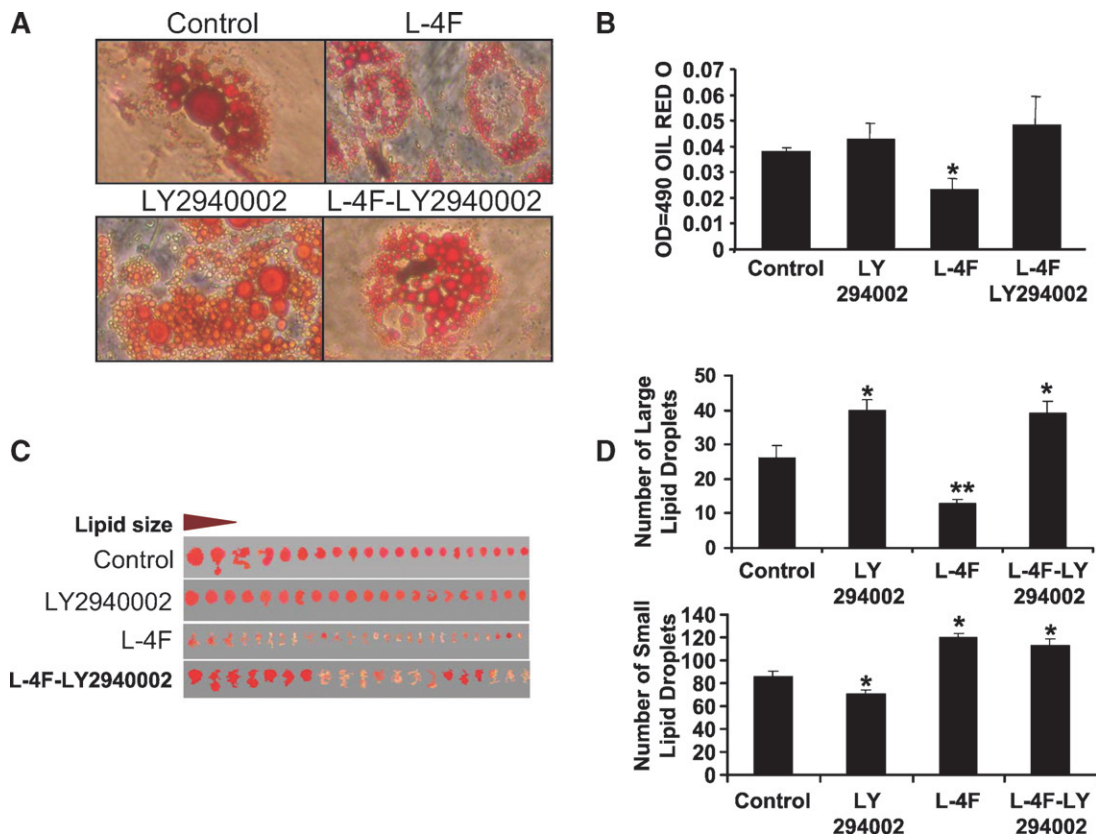 A
Control
L-4F
LY2940002
L-4F-LY2940002
B
OD=490 OIL RED O
0.07
0.06
0.05
0.04
0.03
0.02
0.01
0
*
Control
LY
294002
L-4F
L-4F
LY294002
C
Lipid size
Control
LY2940002
L-4F
L-4F-LY2940002
D
Number of Large
Lipid Droplets
50
40
30
20
10
0
*
**
*
Control
LY
294002
L-4F
L-4F-LY
294002
Number of Small
Lipid Droplets
140
120
100
80
60
40
20
0
*
*
*
Control
LY
294002
L-4F
L-4F-LY
294002